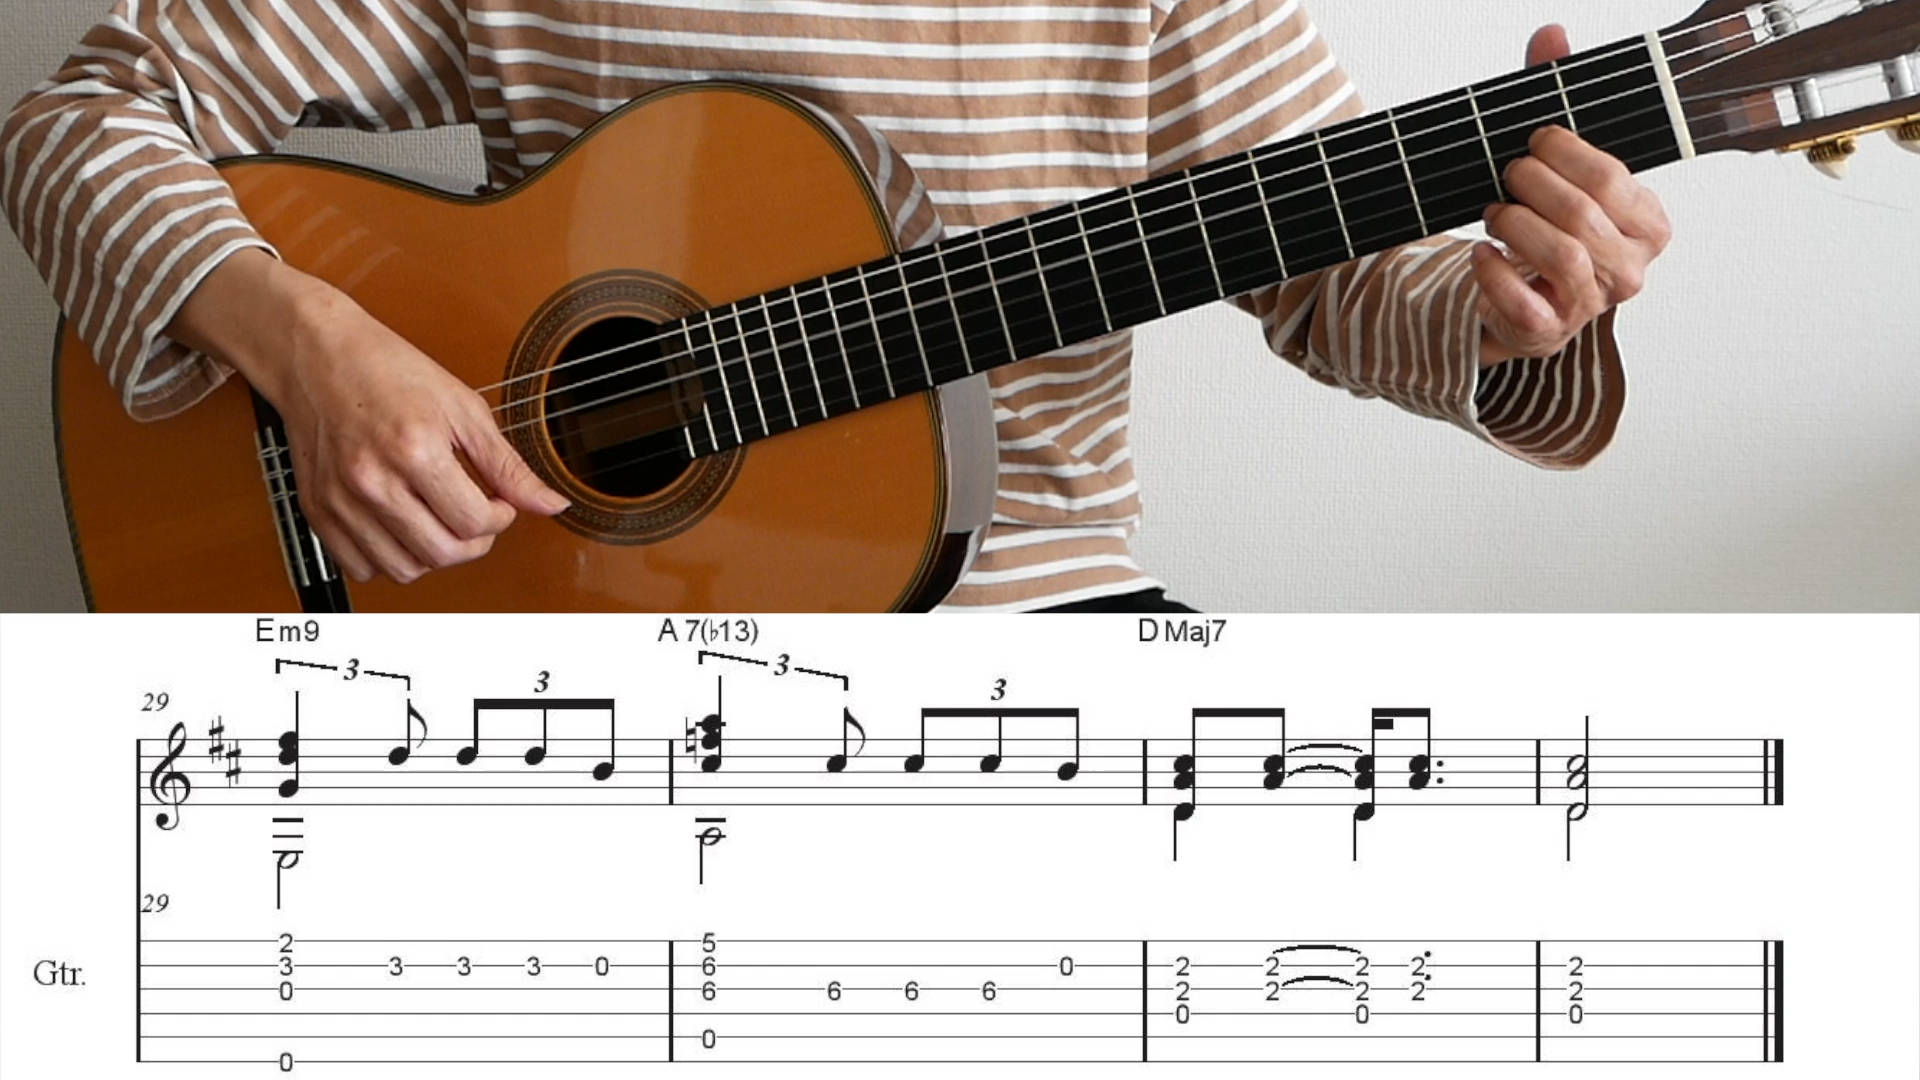 Em9 A7(♭13) DMaj7
3 3 3 3
29
29
Gtr.
2 5
3 3 3 3 0 6 0 2 2 2 2 2
0 6 6 6 6 2 2 2 2 2
0 0 0
0
0